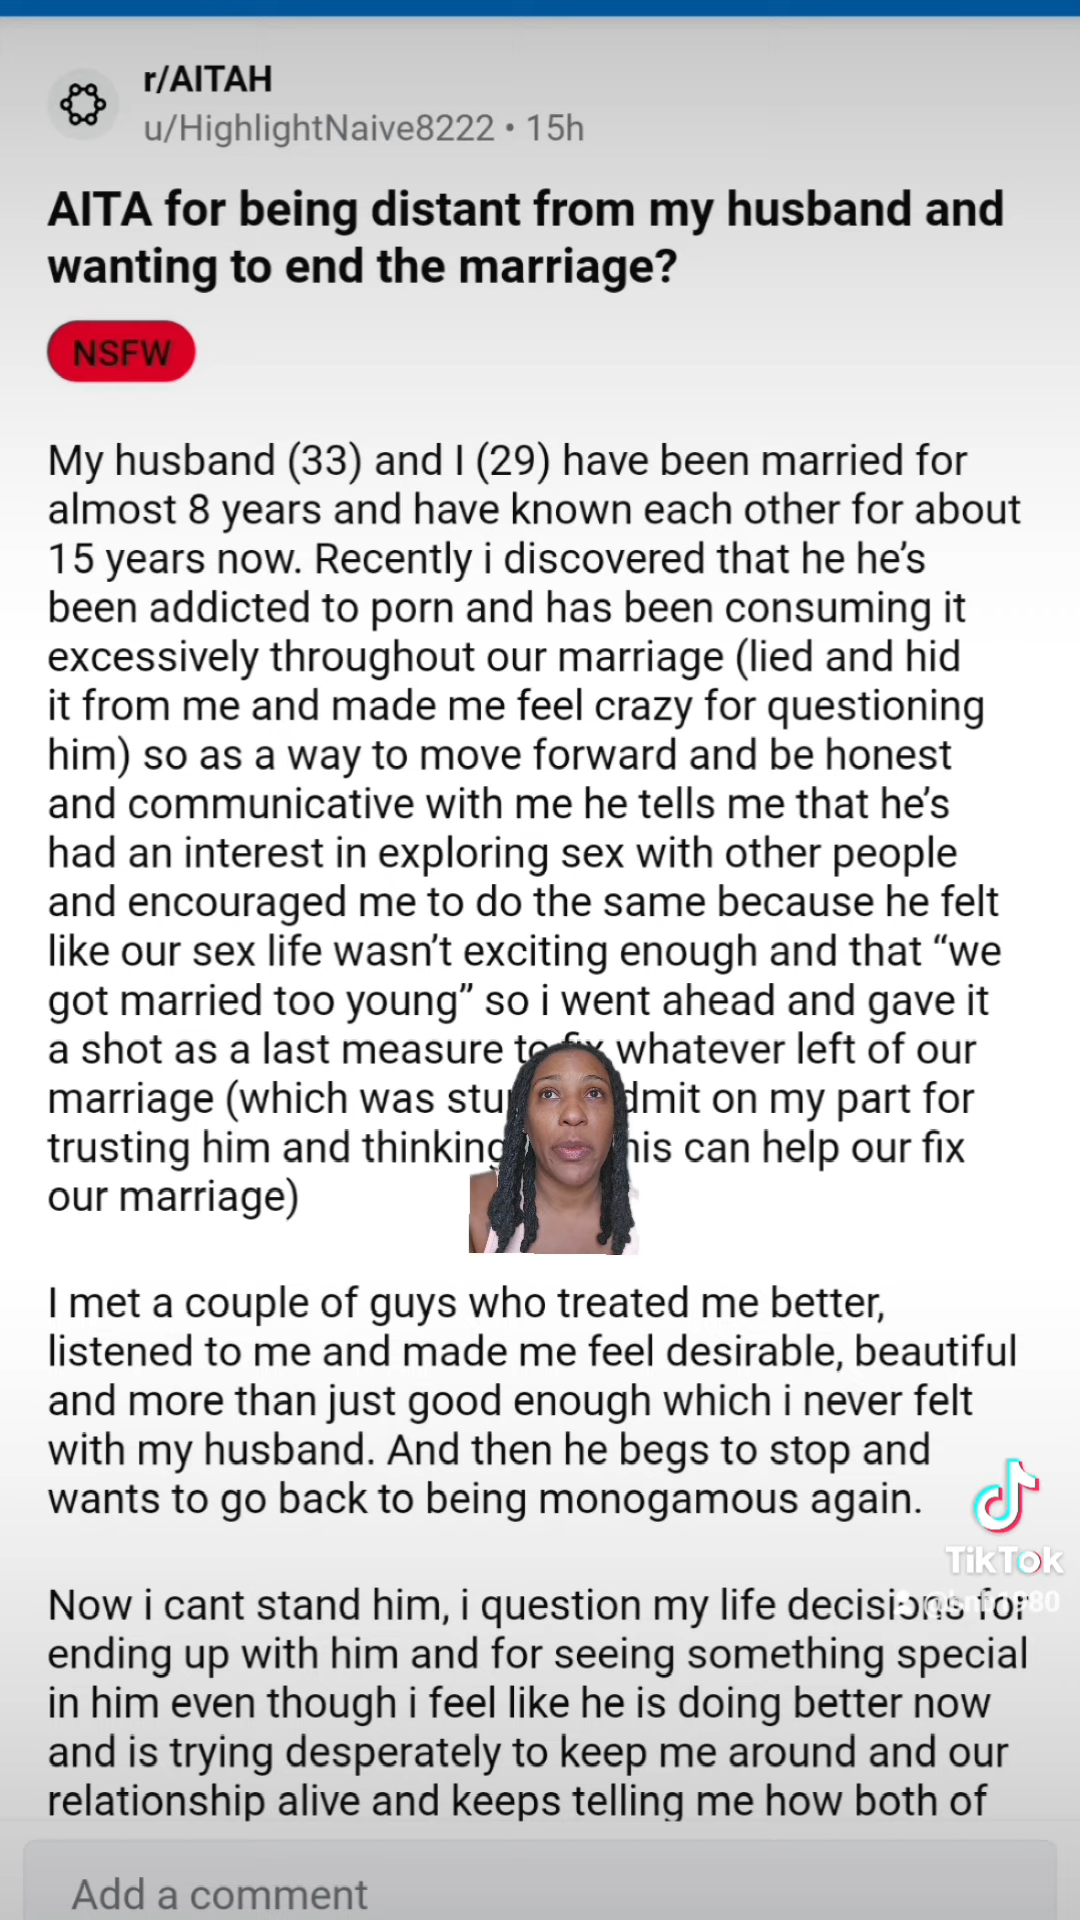 r/AITAH
u/HighlightNaive8222 • 15h
AITA for being distant from my husband and
wanting to end the marriage?
NSFW
My husband (33) and I (29) have been married for
almost 8 years and have known each other for about
15 years now. Recently i discovered that he he's
been addicted to porn and has been consuming it
excessively throughout our marriage (lied and hid
it from me and made me feel crazy for questioning
him) so as a way to move forward and be honest
and communicative with me he tells me that he's
had an interest in exploring sex with other people
and encouraged me to do the same because he felt
like our sex life wasn't exciting enough and that “we
got married too young” so i went ahead and gave it
a shot as a last measure to fix whatever left of our
marriage (which was on my part for
trusting him and thinking can help our fix
our marriage)
I met a couple of guys who treated me better,
listened to me and made me feel desirable, beautiful
and more than just good enough which i never felt
with my husband. And then he begs to stop and
wants to go back to being monogamous again.
TikTok
Now i cant stand him, i question my life decisions for
ending up with him and for seeing something special
in him even though i feel like he is doing better now
and is trying desperately to keep me around and our
relationship alive and keeps telling me how both of
Add a comment